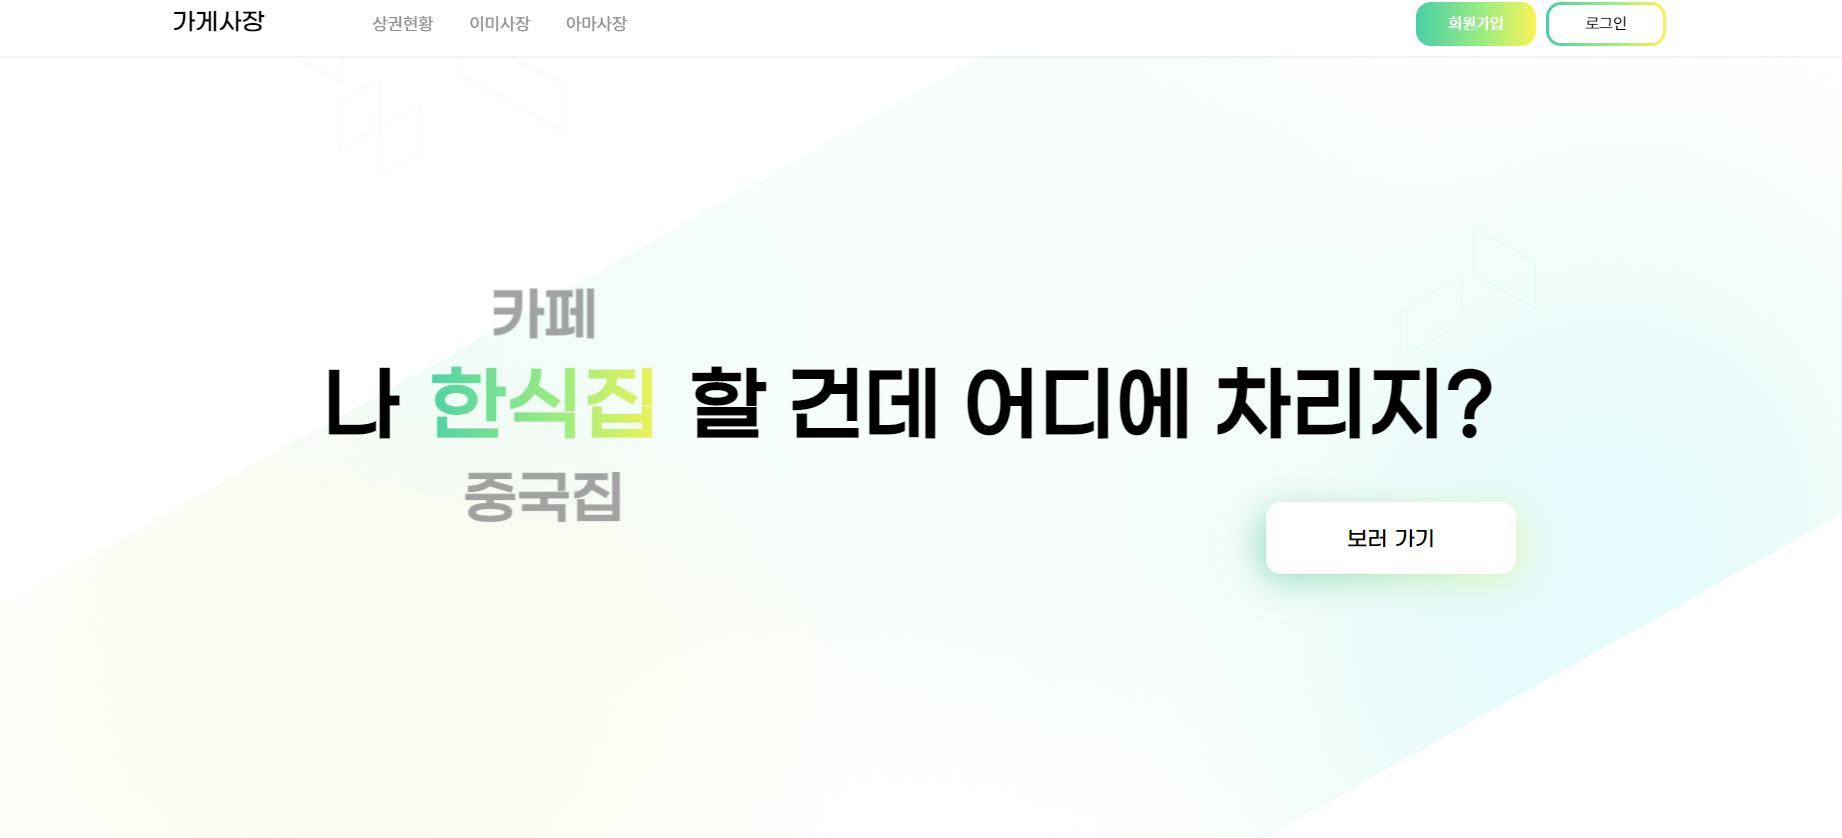 가게사장
상권현황 이미사장 아마사장
회원가입 로그인
카페
나 한식집 할 건데 어디에 차리지?
중국집
보러 가기